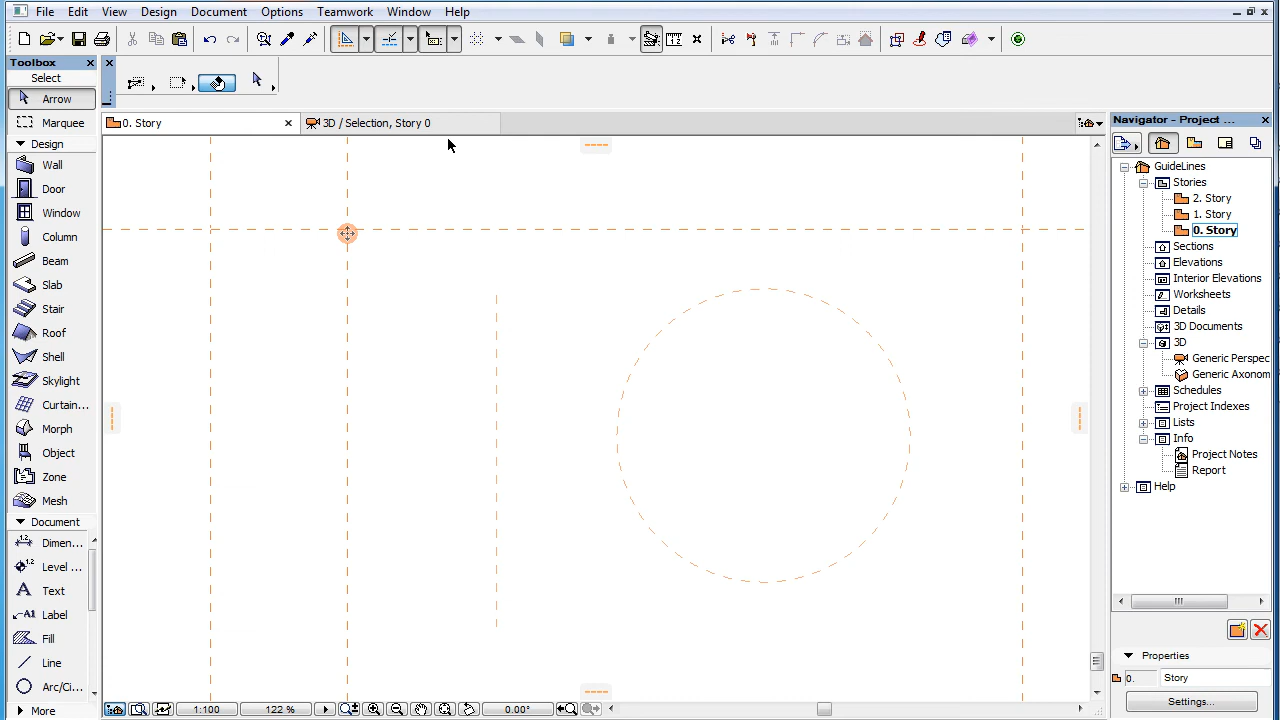 File Edit View Design Document Options Teamwork Window Help
Toolbox
Select
Arrow
Marquee
Design
Wall
Door
Window
Column
Beam
Slab
Stair
Roof
Shell
Skylight
Curtain...
Morph
Object
Zone
Mesh
Document
Dimen...
Level ...
Text
Label
Fill
Line
Arc/Ci...
More
0. Story
3D / Selection, Story 0
1:100
122 %
0.00°
Navigator - Project ...
GuideLines
Stories
2. Story
1. Story
0. Story
Sections
Elevations
Interior Elevations
Worksheets
Details
3D Documents
3D
Generic Perspec
Generic Axonom
Schedules
Project Indexes
Lists
Info
Project Notes
Report
Help
Properties
0. Story
Settings...